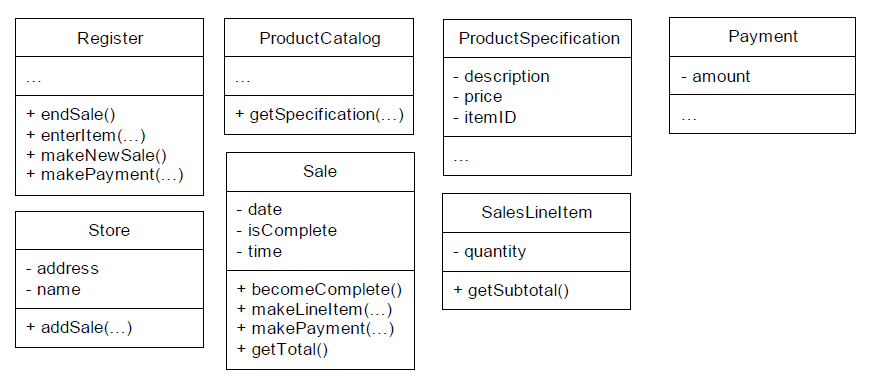 Register
...
+ endSale()
+ enterItem(...)
+ makeNewSale()
+ makePayment(...)
ProductCatalog
...
+ getSpecification(...)
ProductSpecification
- description
- price
- itemID
...
Payment
- amount
...
Store
- address
- name
+ addSale(...)
Sale
- date
- isComplete
- time
+ becomeComplete()
+ makeLineItem(...)
+ makePayment(...)
+ getTotal()
SalesLineItem
- quantity
+ getSubtotal()